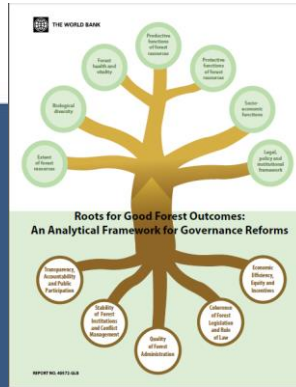 THE WORLD BANK
Productive
functions
of forest
resources
Forest
health and
vitality
Productive
functions
of forest
resources
Biological
diversity
Socio-
economic
functions
Extent
of forest
resources
Legal,
policy and
institutional
framework
Roots for Good Forest Outcomes:
An Analytical Framework for Governance Reforms
Transparency,
Accountability
and Public
Participation
Economic
Efficiency,
Equity and
Incentives
Stability
of Forest
Institutions
and Conflict
Management
Coherence
of Forest
Legislation
and Rule
of Law
Quality
of Forest
Administration